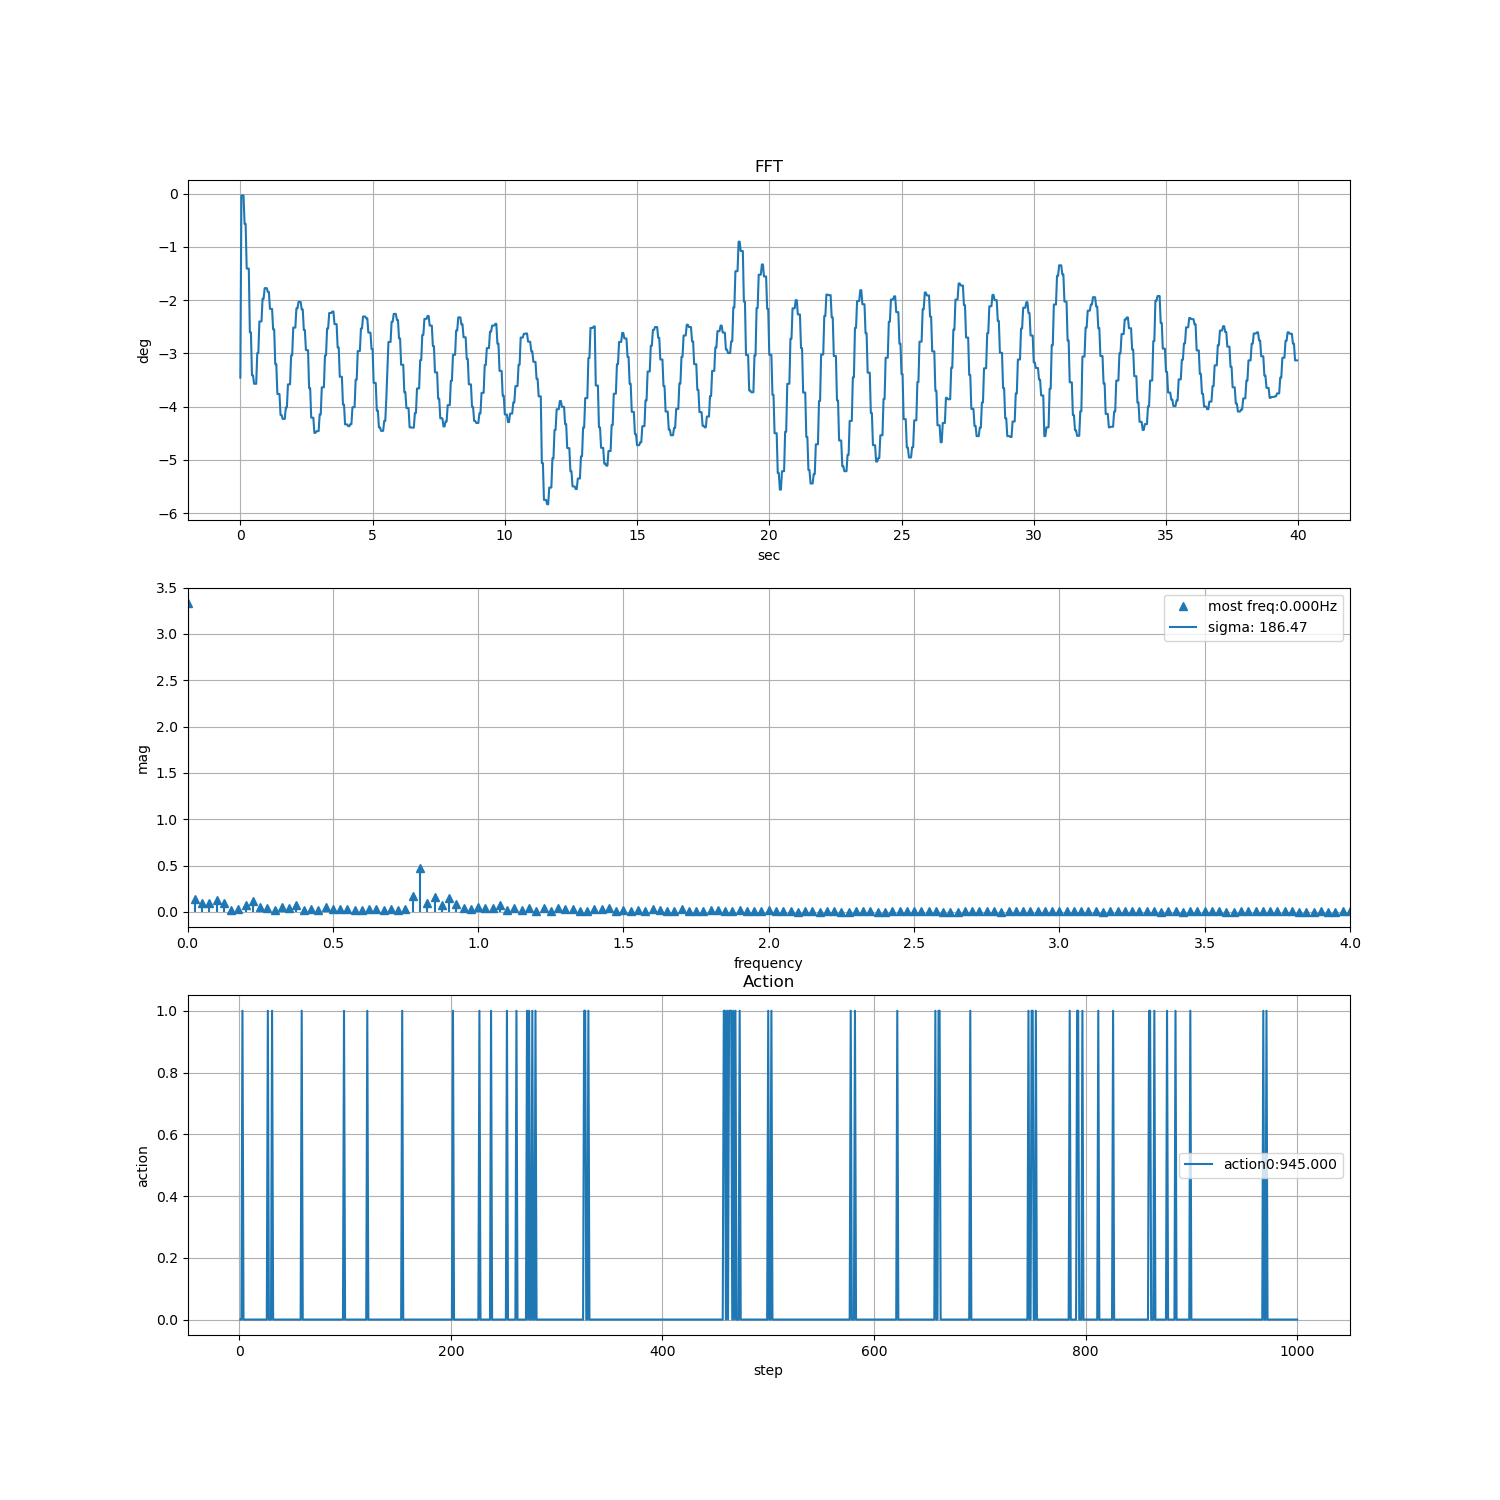 FFT
0
−1
−2
−3
−4
−5
−6
deg
0 5 10 15 20 25 30 35 40
sec
3.5
3.0
2.5
2.0
1.5
1.0
0.5
0.0
mag
most freq:0.000Hz
sigma: 186.47
0.0 0.5 1.0 1.5 2.0 2.5 3.0 3.5 4.0
frequency
Action
1.0
0.8
0.6
0.4
0.2
0.0
action
action0:945.000
0 200 400 600 800 1000
step